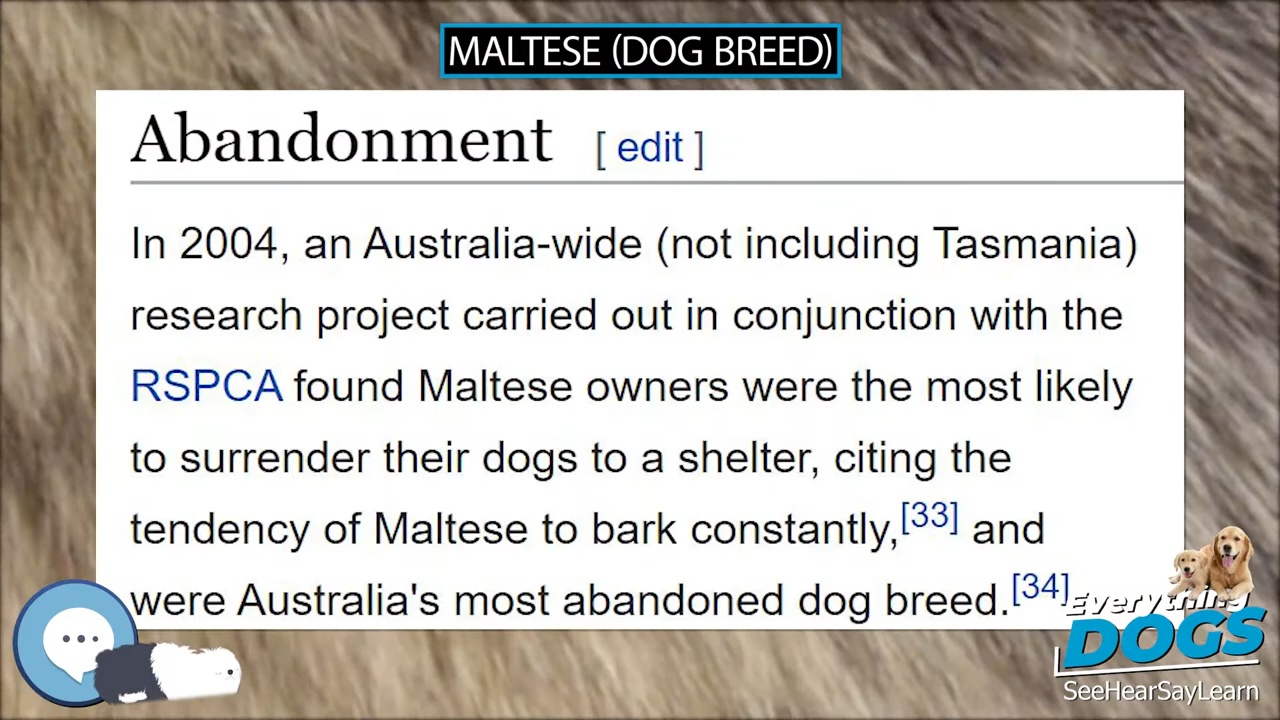 MALTESE (DOG BREED)
Abandonment [ edit ]
In 2004, an Australia-wide (not including Tasmania)
research project carried out in conjunction with the
RSPCA found Maltese owners were the most likely
to surrender their dogs to a shelter, citing the
tendency of Maltese to bark constantly,[33] and
were Australia's most abandoned dog breed.[34]
Everything
DOGS
SeeHearSayLearn